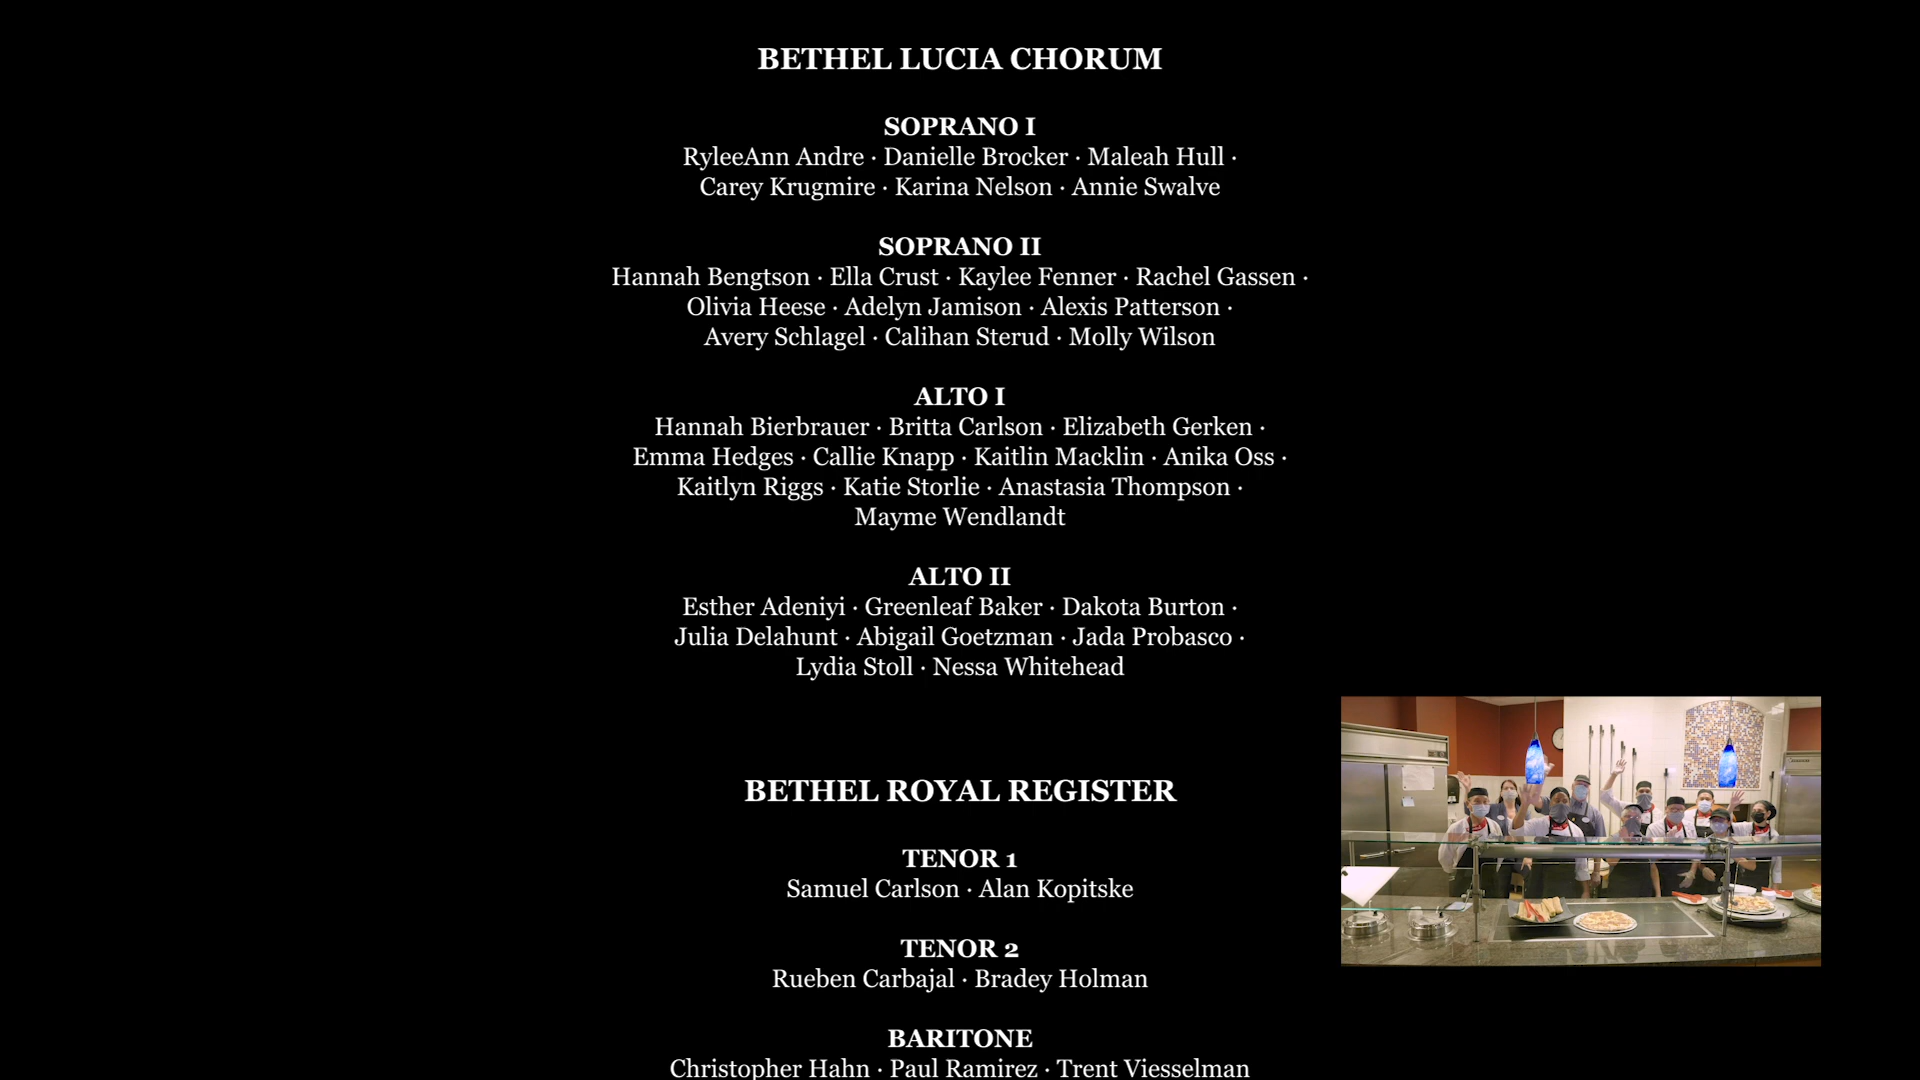 BETHEL LUCIA CHORUM
SOPRANO I
RyleeAnn Andre · Danielle Brocker · Maleah Hull ·
Carey Krugmire · Karina Nelson · Annie Swalve
SOPRANO II
Hannah Bengtson · Ella Crust · Kaylee Fenner · Rachel Gassen ·
Olivia Heese · Adelyn Jamison · Alexis Patterson ·
Avery Schlagel · Calihan Sterud · Molly Wilson
ALTO I
Hannah Bierbrauer · Britta Carlson · Elizabeth Gerken ·
Emma Hedges · Callie Knapp · Kaitlin Macklin · Anika Oss ·
Kaitlyn Riggs · Katie Storlie · Anastasia Thompson ·
Mayme Wendlandt
ALTO II
Esther Adeniyi · Greenleaf Baker · Dakota Burton ·
Julia Delahunt · Abigail Goetzman · Jada Probasco ·
Lydia Stoll · Nessa Whitehead
BETHEL ROYAL REGISTER
TENOR 1
Samuel Carlson · Alan Kopitske
TENOR 2
Rueben Carbajal · Bradey Holman
BARITONE
Christopher Hahn · Paul Ramirez · Trent Viesselman